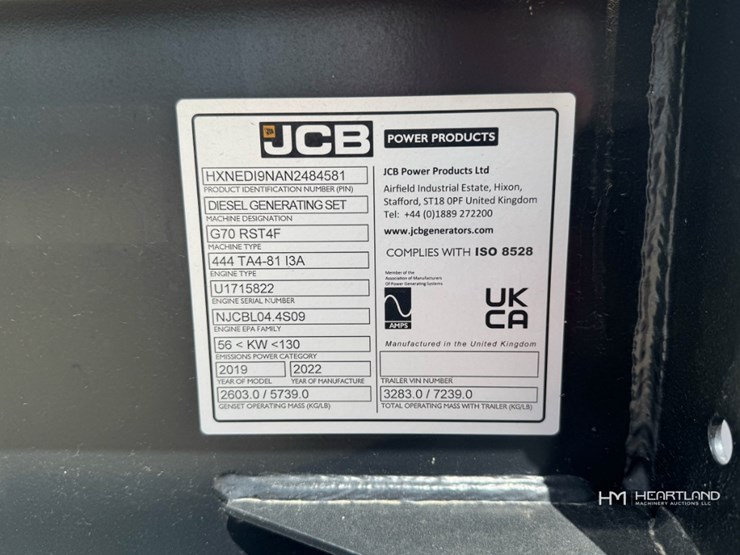 JCB POWER PRODUCTS
HXNEDI9NAN2484581
PRODUCT IDENTIFICATION NUMBER (PIN)
DIESEL GENERATING SET
MACHINE DESIGNATION
G70 RST4F
MACHINE TYPE
444 TA4-81 I3A
ENGINE TYPE
U1715822
ENGINE SERIAL NUMBER
NJCBL04.4S09
ENGINE EPA FAMILY
56 < KW <130
EMISSIONS POWER CATEGORY
2019 2022
YEAR OF MODEL YEAR OF MANUFACTURE
2603.0 / 5739.0
GENSET OPERATING MASS (KG/LB)
JCB Power Products Ltd
Airfield Industrial Estate, Hixon,
Stafford, ST18 0PF United Kingdom
Tel: +44 (0)1889 272200
www.jcbgenerators.com
COMPLIES WITH ISO 8528
Member of the
Association of Manufacturers
Of Power Generating Systems
AMPS
UK
CA
Manufactured in the United Kingdom
TRAILER VIN NUMBER
3283.0 / 7239.0
TOTAL OPERATING MASS WITH TRAILER (KG/LB)
HM HEARTLAND
MACHINERY AUCTIONS LLC